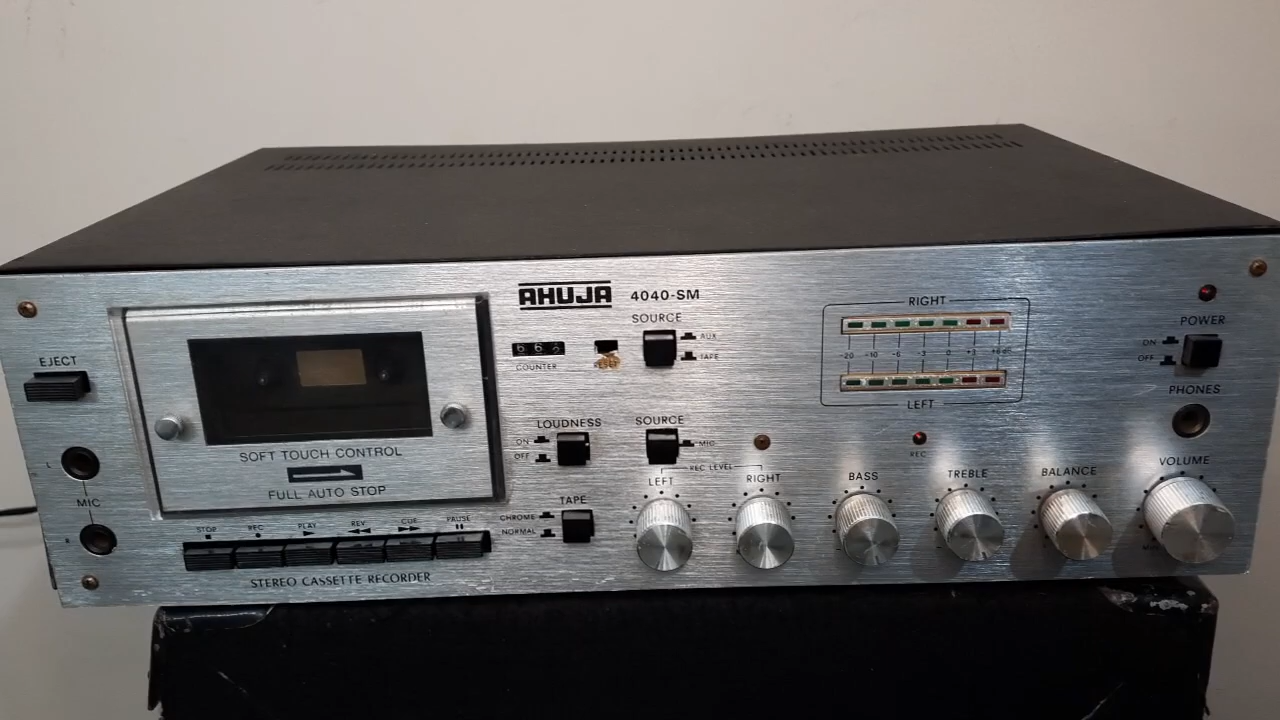 AHUJA 4040-SM
EJECT
L
MIC
R
SOFT TOUCH CONTROL
FULL AUTO STOP
STOP REC PLAY REV CUE PAUSE
STEREO CASSETTE RECORDER
COUNTER
RESET
SOURCE
AUX
TAPE
LOUDNESS
ON
OFF
SOURCE
MIC
TAPE
CHROME
NORMAL
REC LEVEL
LEFT RIGHT
RIGHT
-20 -10 -6 -3 0 +3 +6dB
LEFT
REC
BASS
TREBLE
BALANCE
VOLUME
POWER
ON
OFF
PHONES